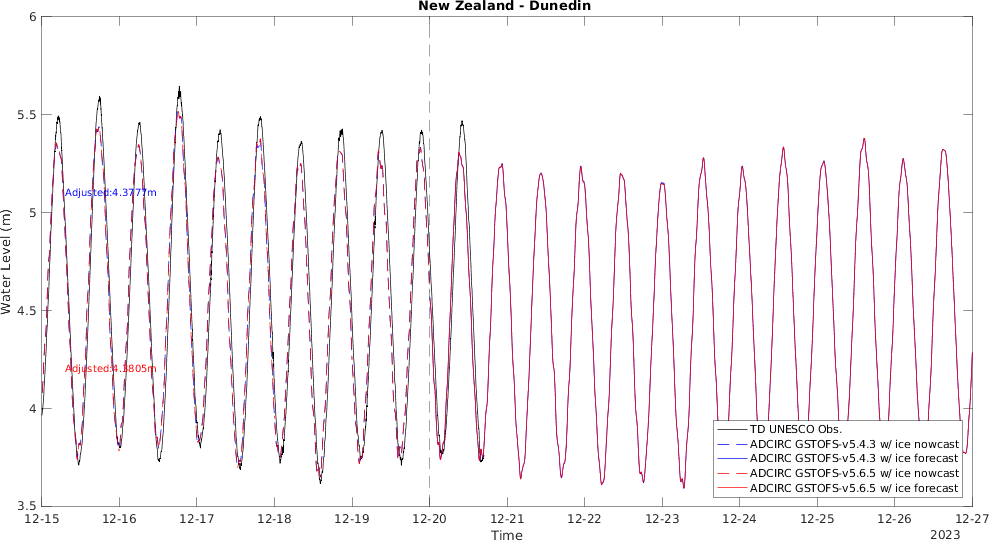 New Zealand - Dunedin
6
5.5
5
4.5
4
3.5
Water Level (m)
Adjusted:4.3777m
Adjusted:4.3805m
TD UNESCO Obs.
ADCIRC GSTOFS-v5.4.3 w/ ice nowcast
ADCIRC GSTOFS-v5.4.3 w/ ice forecast
ADCIRC GSTOFS-v5.6.5 w/ ice nowcast
ADCIRC GSTOFS-v5.6.5 w/ ice forecast
12-15 12-16 12-17 12-18 12-19 12-20 12-21 12-22 12-23 12-24 12-25 12-26 12-27
Time
2023